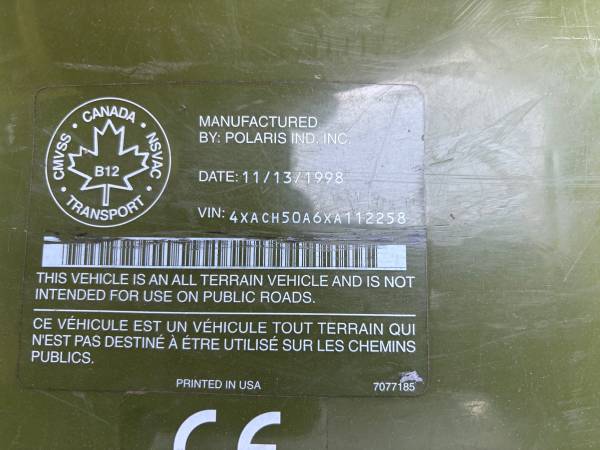 CANADA
CMVSS · NSVAC
B12
TRANSPORT
MANUFACTURED
BY: POLARIS IND. INC.
DATE: 11/13/1998
VIN: 4XACH50A6XA112258
THIS VEHICLE IS AN ALL TERRAIN VEHICLE AND IS NOT
INTENDED FOR USE ON PUBLIC ROADS.
CE VÉHICULE EST UN VÉHICULE TOUT TERRAIN QUI
N'EST PAS DESTINÉ À ÉTRE UTILISÉ SUR LES CHEMINS
PUBLICS.
PRINTED IN USA 7077185
CE